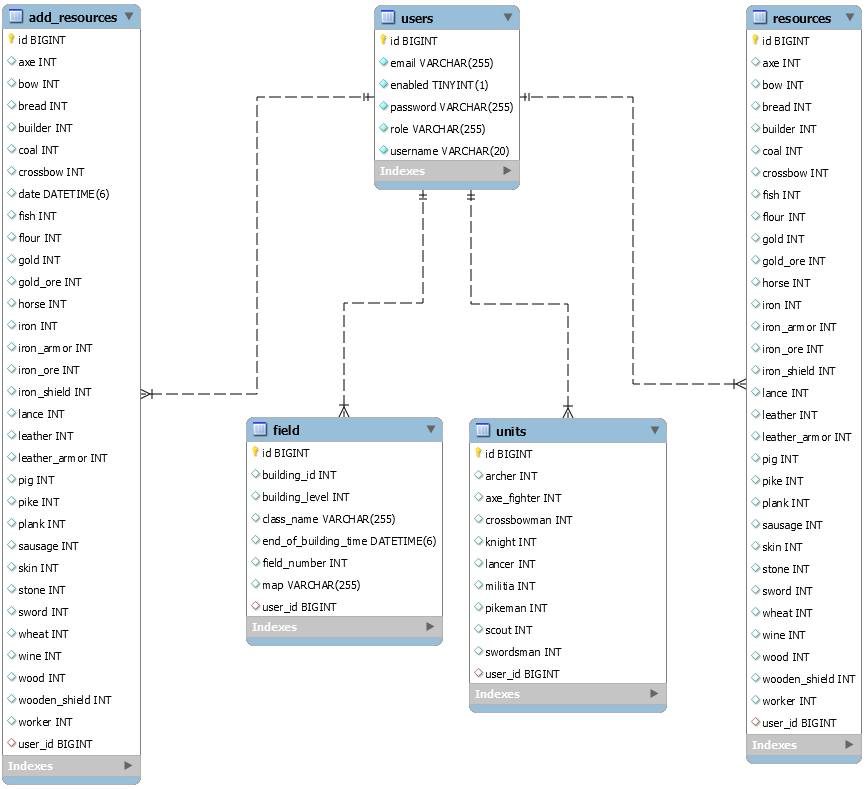 add_resources
id BIGINT
axe INT
bow INT
bread INT
builder INT
coal INT
crossbow INT
date DATETIME(6)
fish INT
flour INT
gold INT
gold_ore INT
horse INT
iron INT
iron_armor INT
iron_ore INT
iron_shield INT
lance INT
leather INT
leather_armor INT
pig INT
pike INT
plank INT
sausage INT
skin INT
stone INT
sword INT
wheat INT
wine INT
wood INT
wooden_shield INT
worker INT
user_id BIGINT
Indexes
users
id BIGINT
email VARCHAR(255)
enabled TINYINT(1)
password VARCHAR(255)
role VARCHAR(255)
username VARCHAR(20)
Indexes
field
id BIGINT
building_id INT
building_level INT
class_name VARCHAR(255)
end_of_building_time DATETIME(6)
field_number INT
map VARCHAR(255)
user_id BIGINT
Indexes
units
id BIGINT
archer INT
axe_fighter INT
crossbowman INT
knight INT
lancer INT
militia INT
pikeman INT
scout INT
swordsman INT
user_id BIGINT
Indexes
resources
id BIGINT
axe INT
bow INT
bread INT
builder INT
coal INT
crossbow INT
fish INT
flour INT
gold INT
gold_ore INT
horse INT
iron INT
iron_armor INT
iron_ore INT
iron_shield INT
lance INT
leather INT
leather_armor INT
pig INT
pike INT
plank INT
sausage INT
skin INT
stone INT
sword INT
wheat INT
wine INT
wood INT
wooden_shield INT
worker INT
user_id BIGINT
Indexes